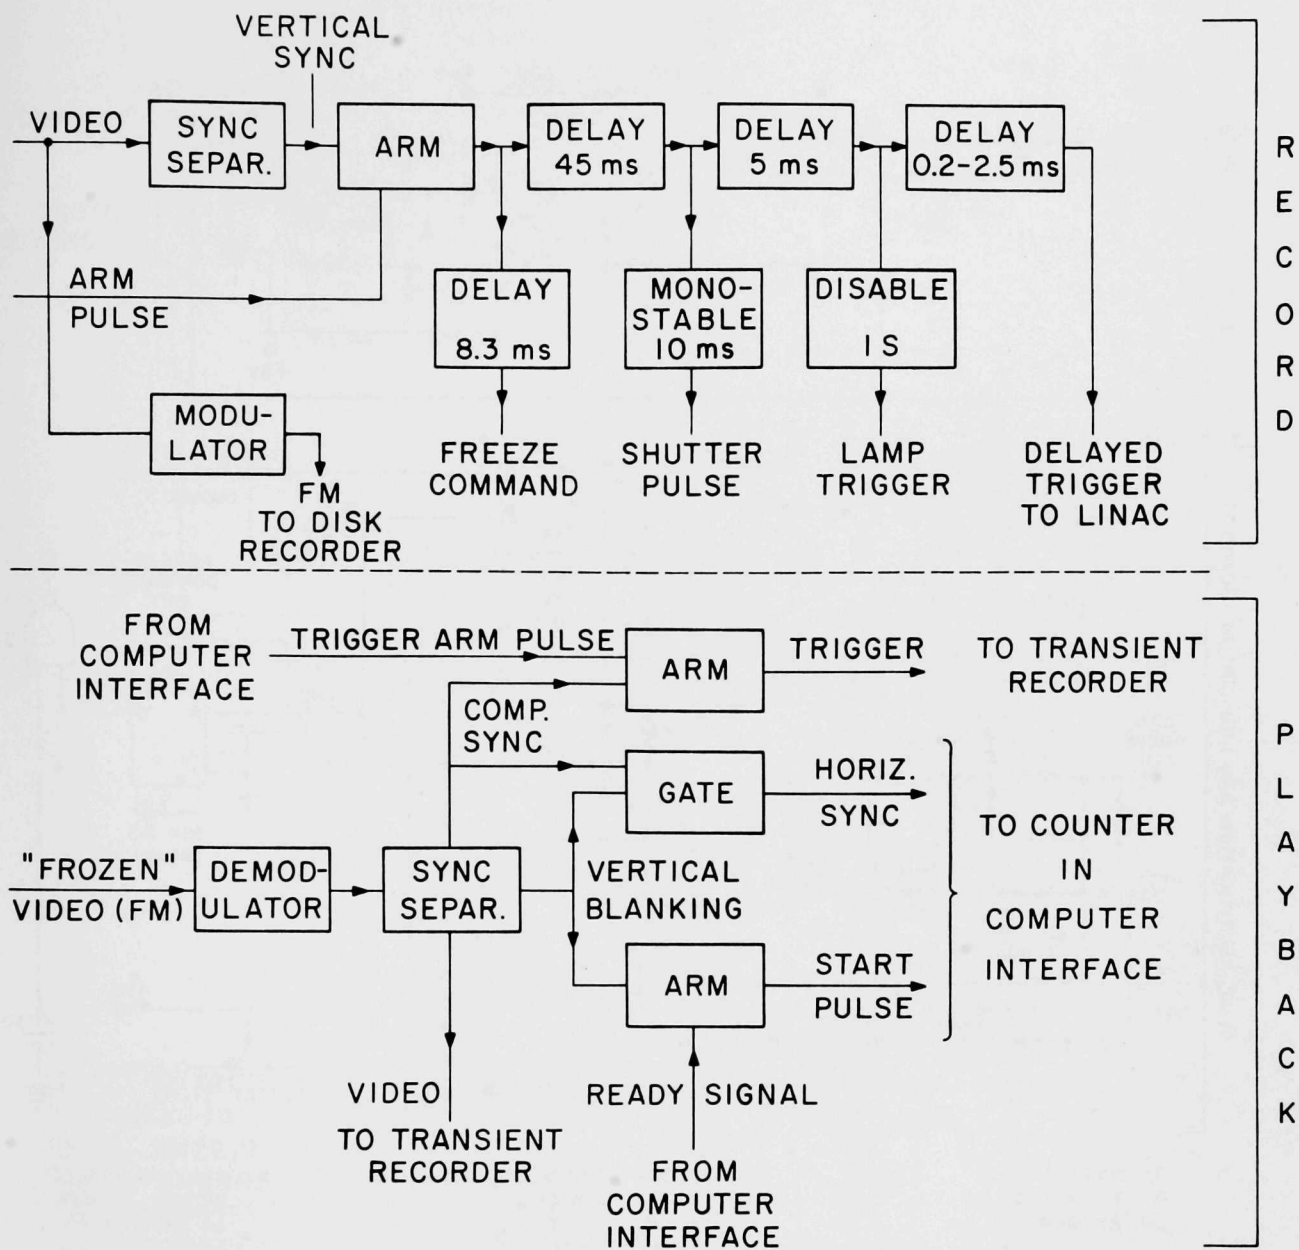 VERTICAL
SYNC
VIDEO
SYNC
SEPAR.
ARM
DELAY
45 ms
DELAY
5 ms
DELAY
0.2-2.5 ms
ARM
PULSE
DELAY
8.3 ms
MONO-
STABLE
10 ms
DISABLE
1 S
MODU-
LATOR
FM
TO DISK
RECORDER
FREEZE
COMMAND
SHUTTER
PULSE
LAMP
TRIGGER
DELAYED
TRIGGER
TO LINAC
RECORD
FROM
COMPUTER
INTERFACE
TRIGGER ARM PULSE
ARM
TRIGGER
TO TRANSIENT
RECORDER
COMP.
SYNC
GATE
HORIZ.
SYNC
"FROZEN"
VIDEO (FM)
DEMOD-
ULATOR
SYNC
SEPAR.
VERTICAL
BLANKING
TO COUNTER
IN
COMPUTER
INTERFACE
ARM
START
PULSE
VIDEO
TO TRANSIENT
RECORDER
READY SIGNAL
FROM
COMPUTER
INTERFACE
PLAYBACK